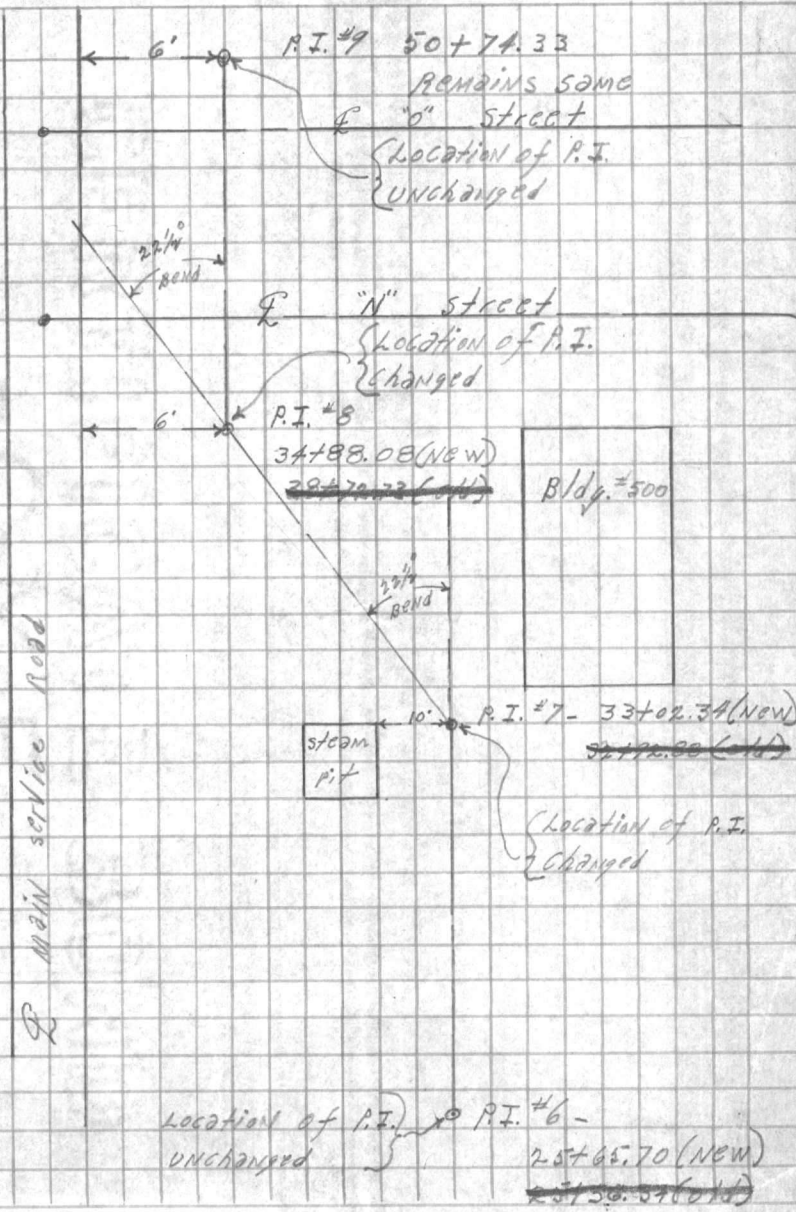 6' P.I. #9 50+74.33
Remains same
℄ "O" Street
Location of P.I.
Unchanged
22½°
Bend
℄ "N" Street
Location of P.I.
Changed
6' P.I. #8
34+88.08 (New)
Bldg. #500
22½°
Bend
10' P.I. #7 - 33+02.34 (New)
steam
pit
Location of P.I.
Changed
℄ Main service Road
Location of P.I.
Unchanged
P.I. #6 -
25+65.70 (New)